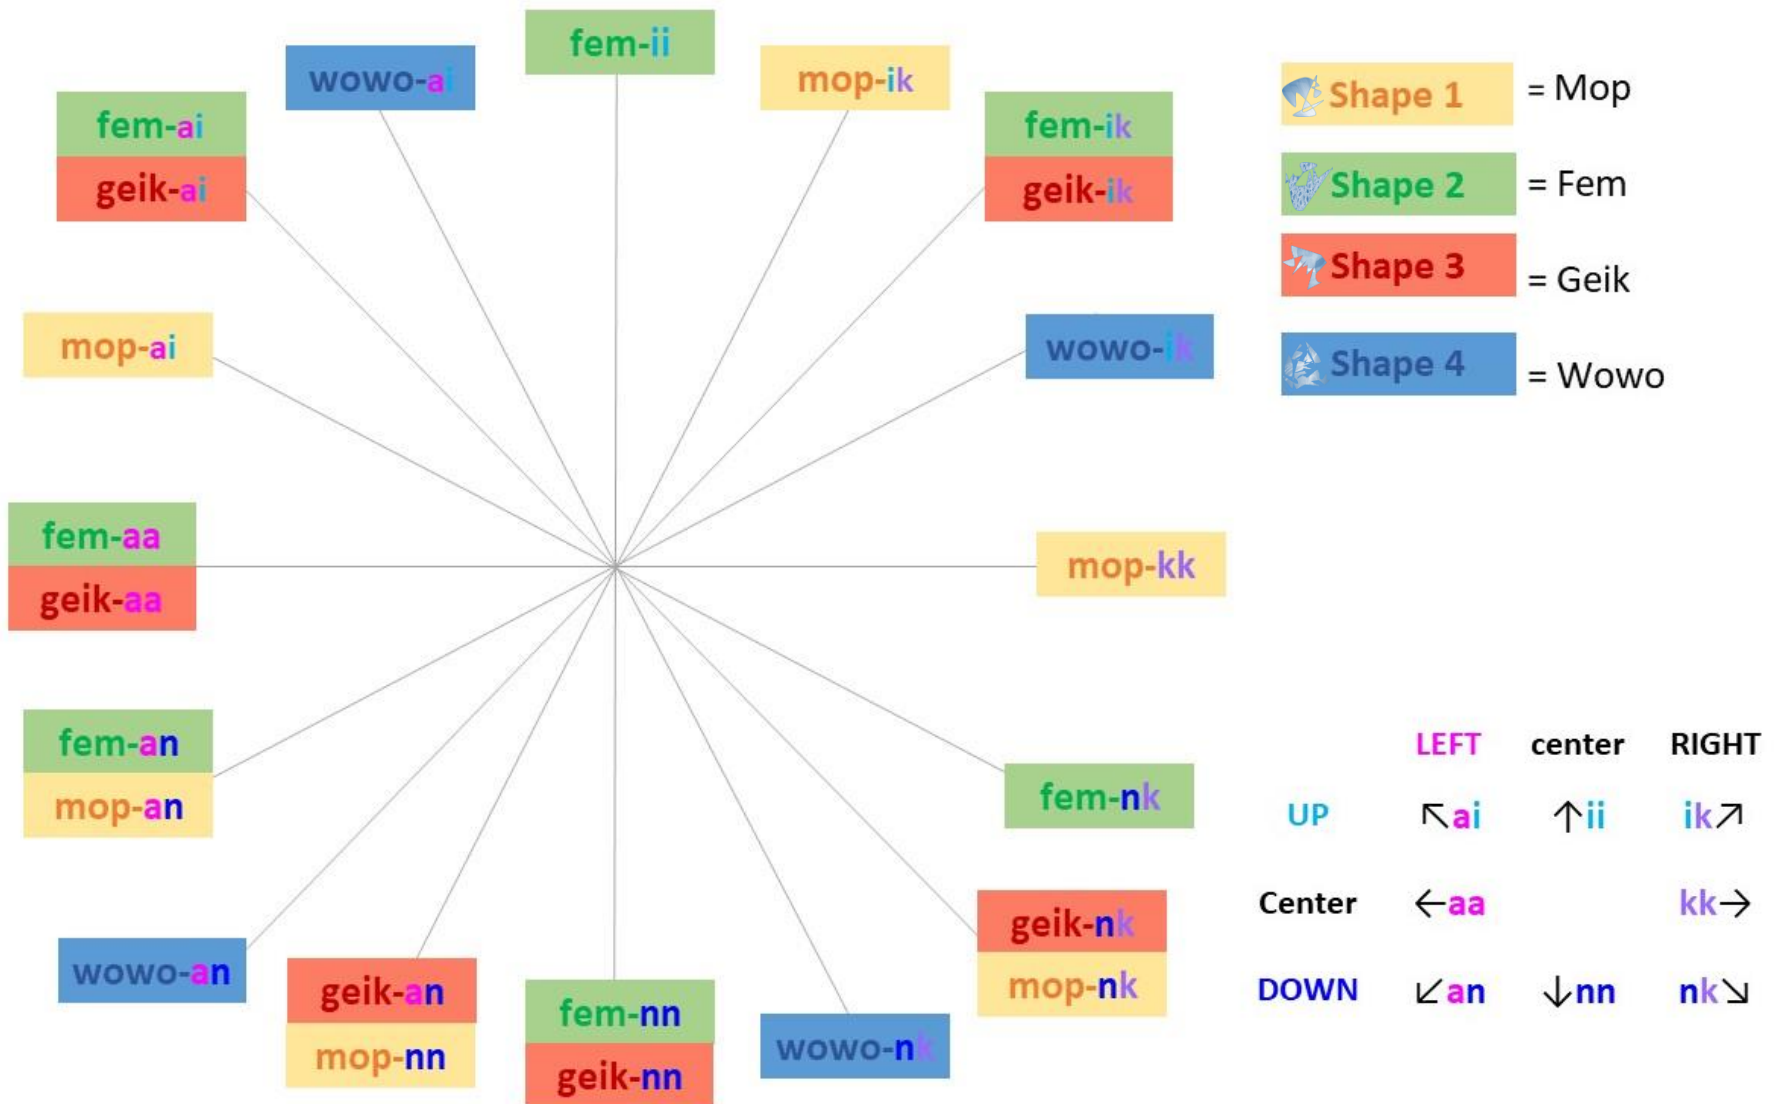 fem-ii
wowo-ai
mop-ik
fem-ai
geik-ai
fem-ik
geik-ik
mop-ai
wowo-ik
fem-aa
geik-aa
mop-kk
fem-an
mop-an
fem-nk
wowo-an
geik-an
mop-nn
fem-nn
geik-nn
wowo-nk
geik-nk
mop-nk
Shape 1 = Mop
Shape 2 = Fem
Shape 3 = Geik
Shape 4 = Wowo
LEFT center RIGHT
UP ↖ai ↑ii ik↗
Center ←aa kk→
DOWN ↙an ↓nn nk↘